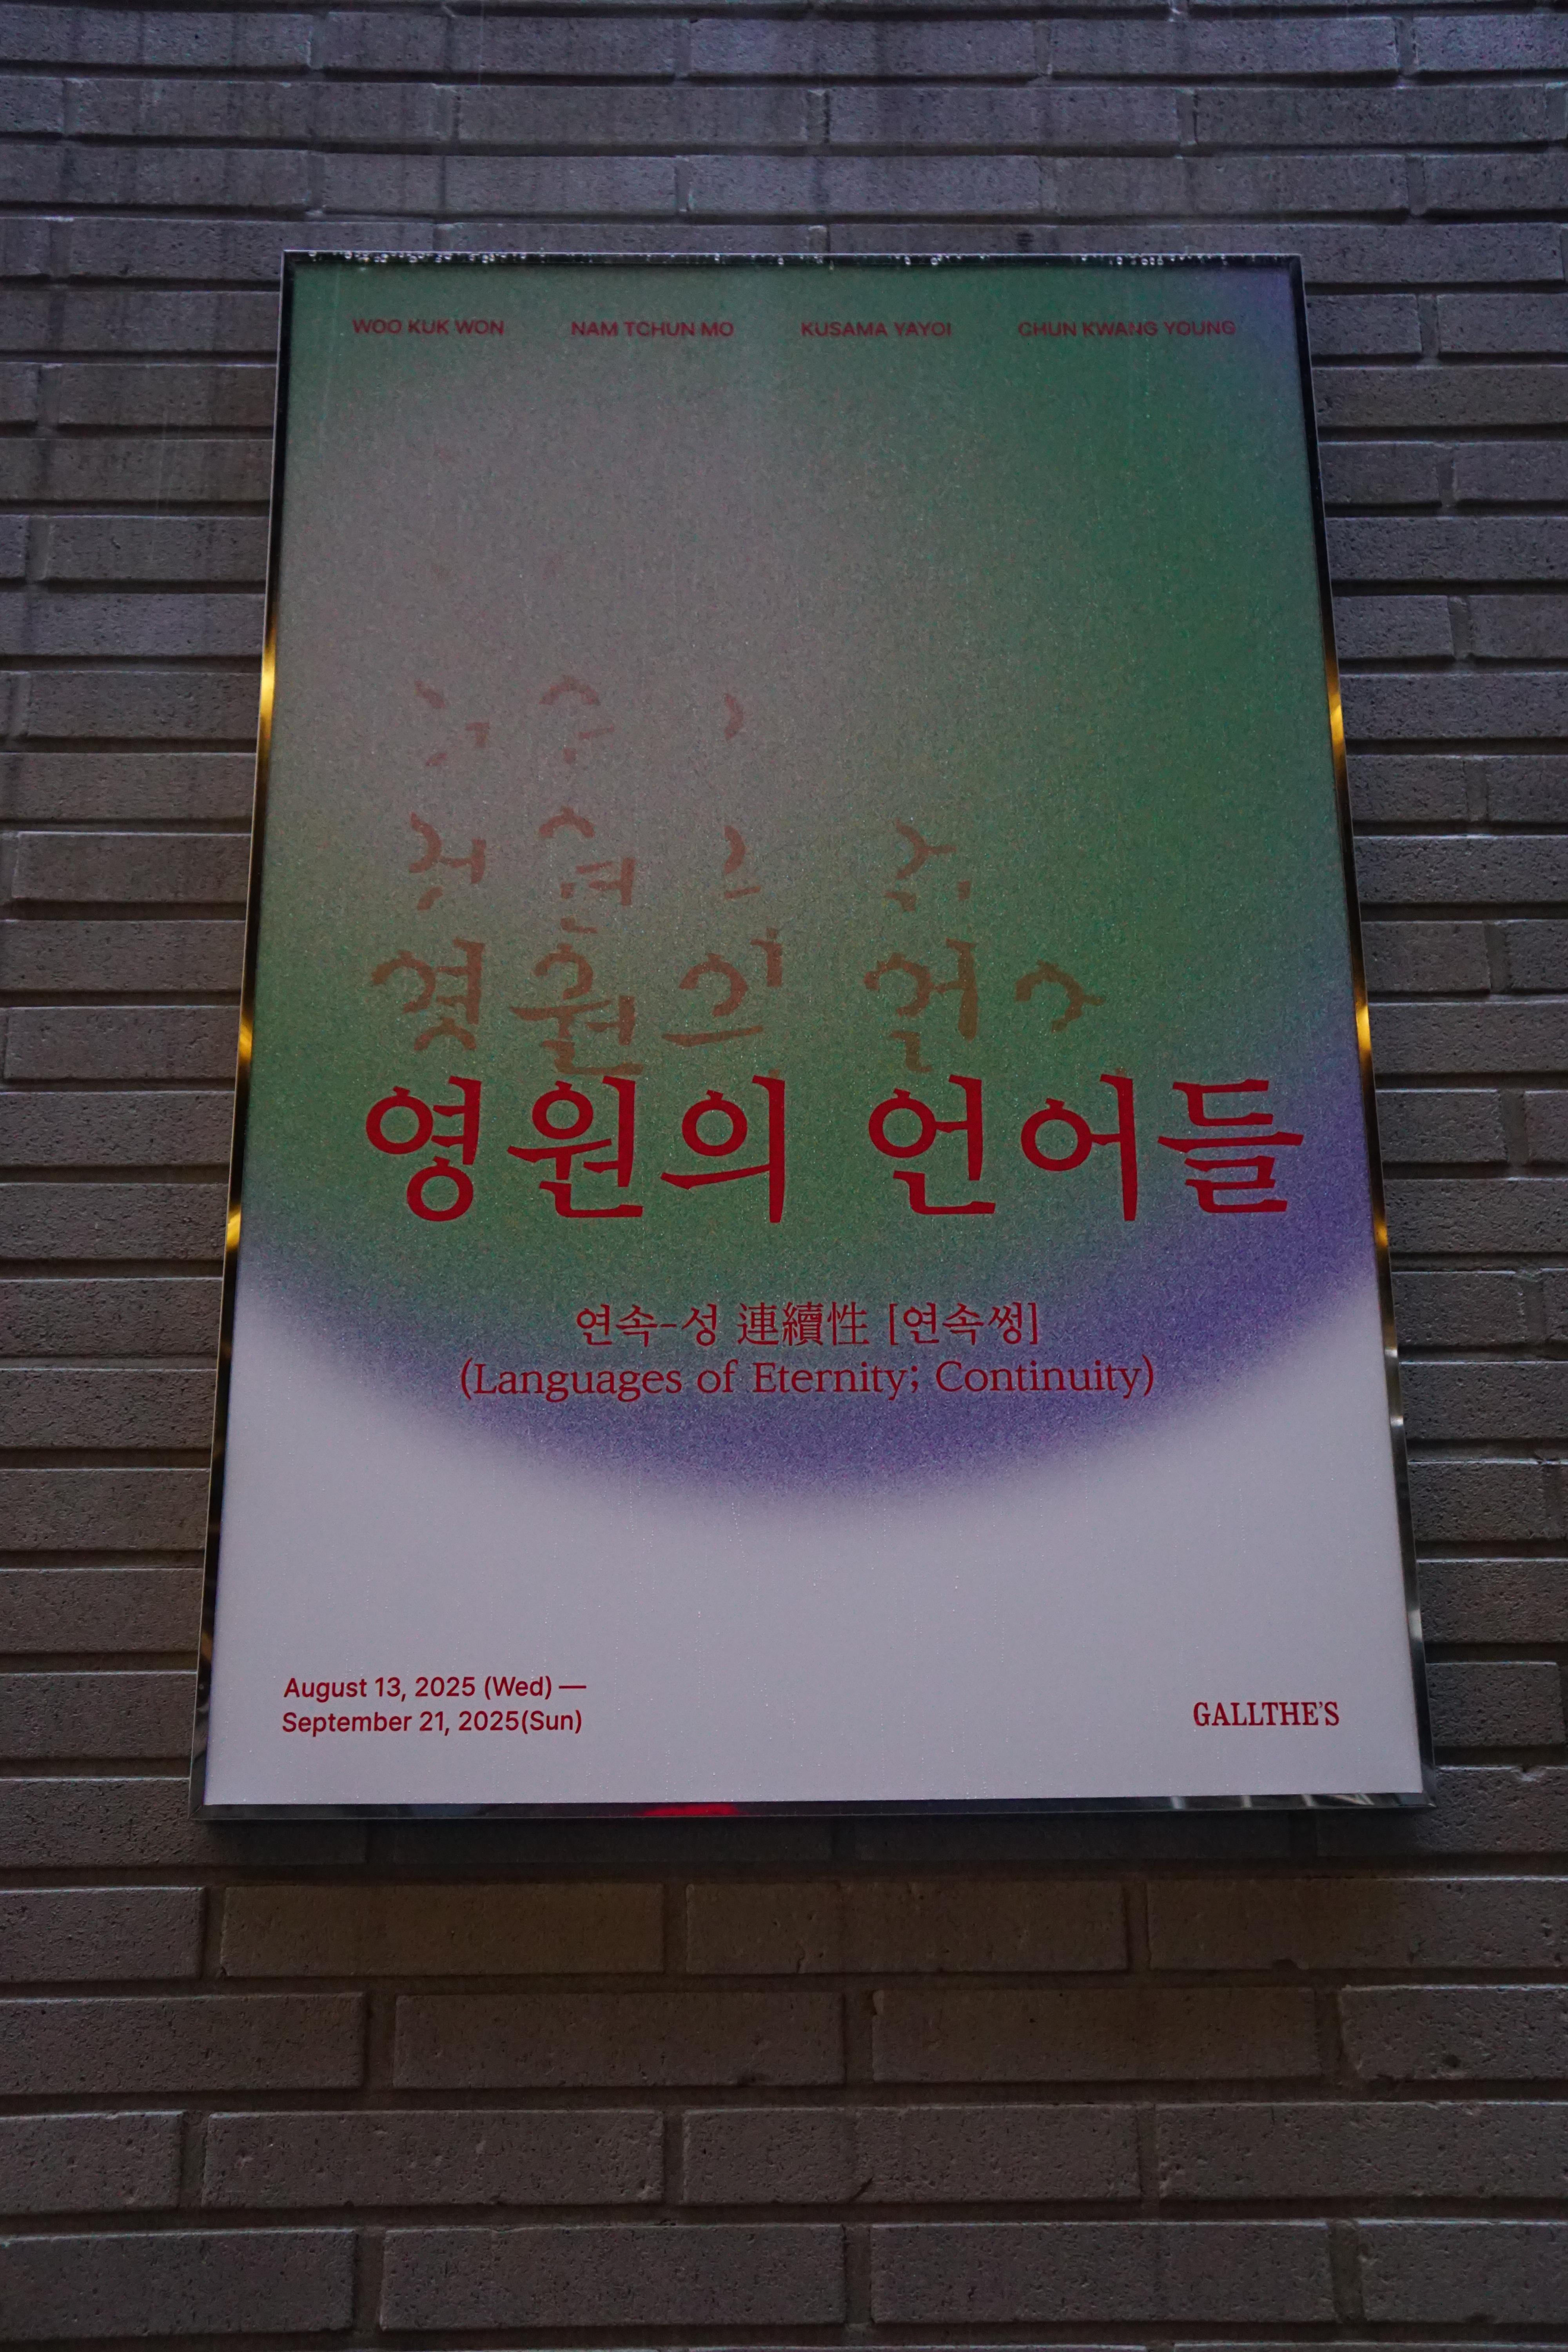 WOO KUK WON NAM TCHUN MO KUSAMA YAYOI CHUN KWANG YOUNG
영원의 언어들
연속-성 連續性 [연속썽]
(Languages of Eternity; Continuity)
August 13, 2025 (Wed) —
September 21, 2025(Sun)
GALLTHE'S